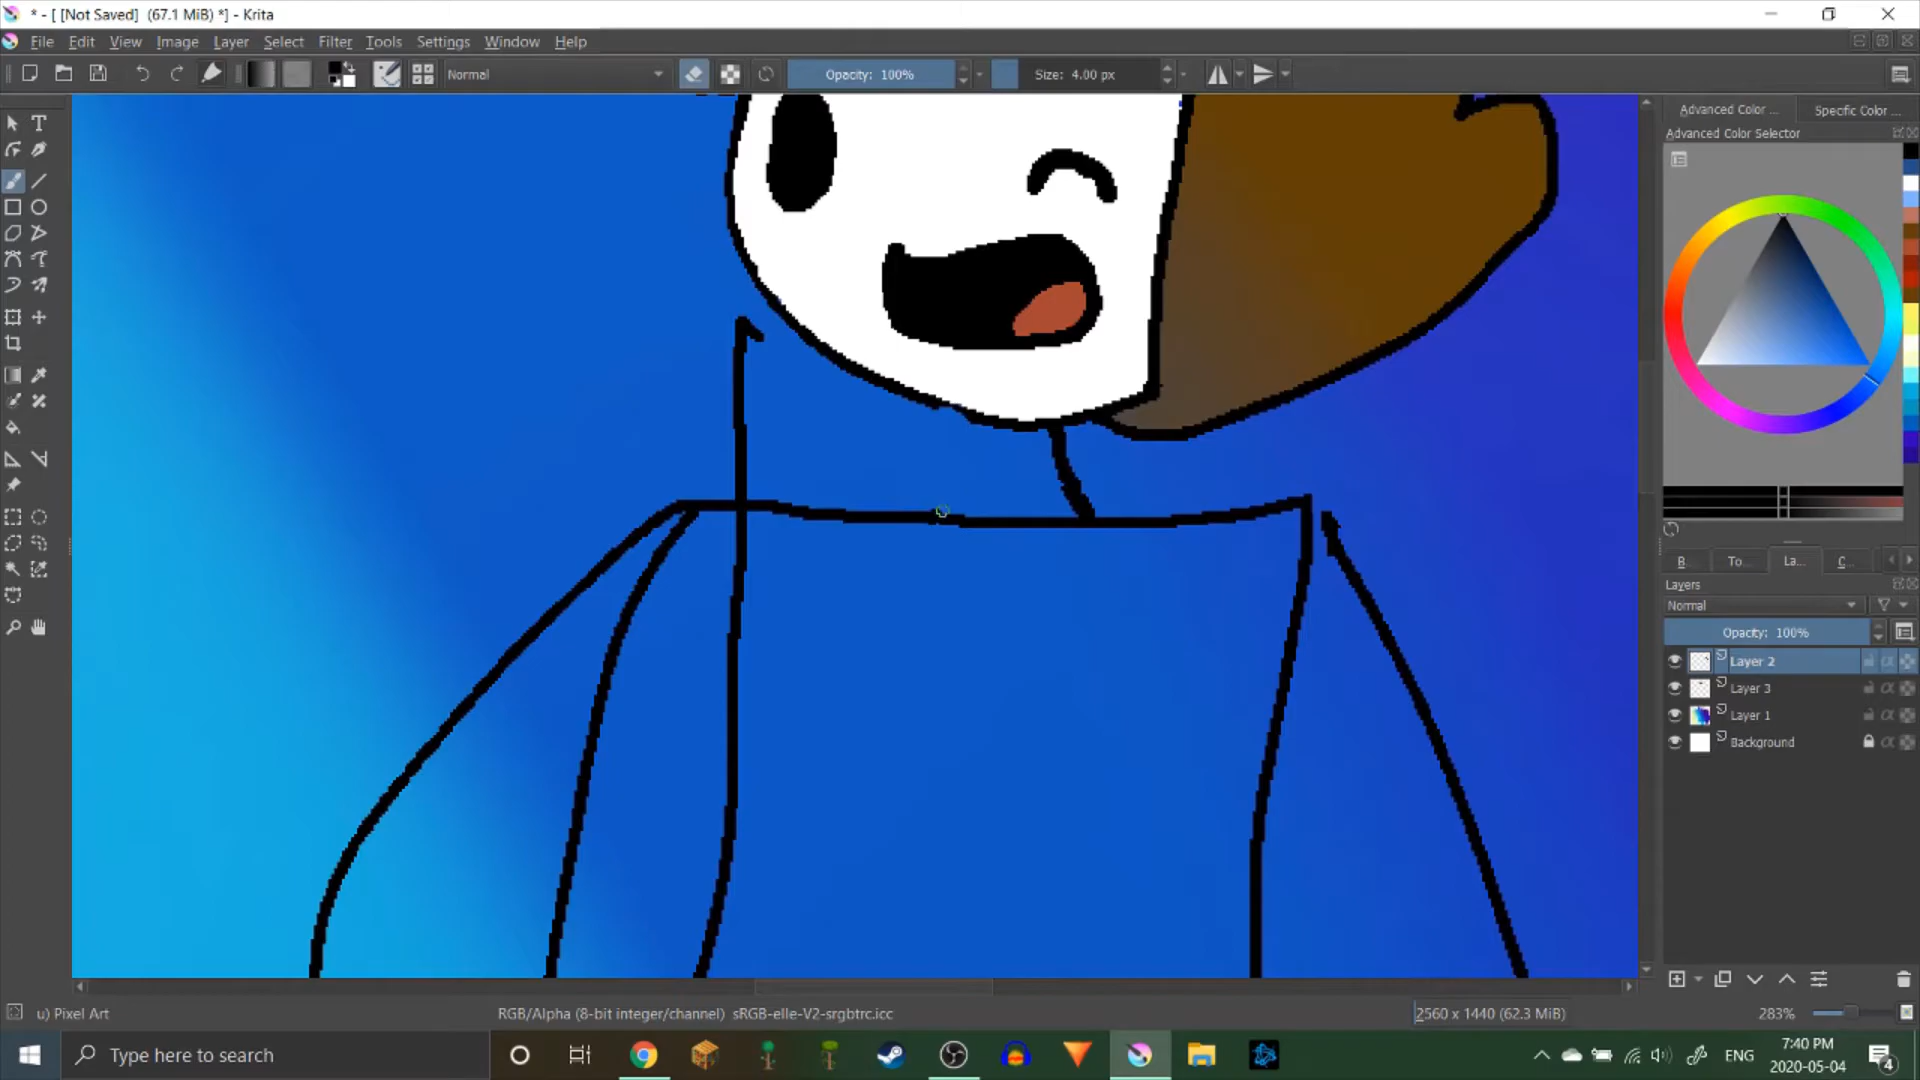 * - [ [Not Saved]  (67.1 MiB) *] - Krita
File Edit View Image Layer Select Filter Tools Settings Window Help
Normal Opacity: 100% Size: 4.00 px
Advanced Color ... Specific Color ...
Advanced Color Selector
B... To... La... C...
Layers
Normal
Opacity: 100%
Layer 2
Layer 3
Layer 1
Background
u) Pixel Art RGB/Alpha (8-bit integer/channel) sRGB-elle-V2-srgbtrc.icc 2560 x 1440 (62.3 MiB) 283%
Type here to search ENG 7:40 PM
2020-05-04
4